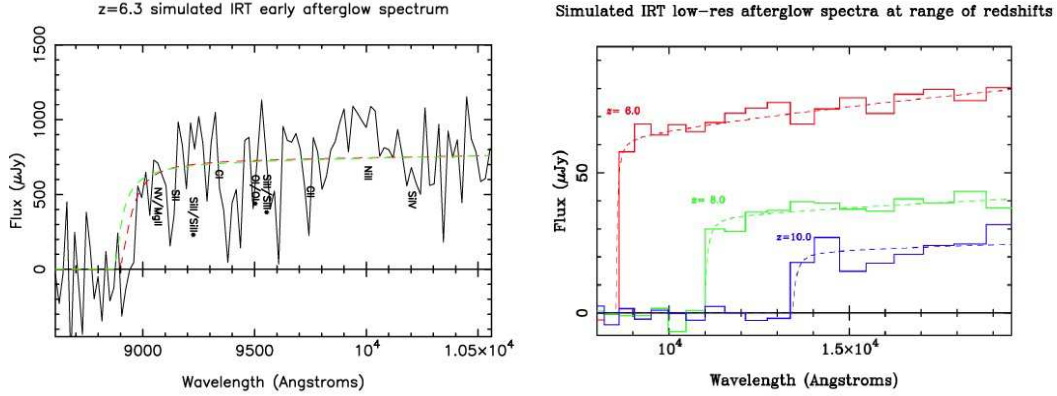 z=6.3 simulated IRT early afterglow spectrum
Flux (μJy)
1500
1000
500
0
NV/MgII
SII
SiII/SiII*
CI
OI/OI*
SiII/SII*
CII
NiII
SiIV
9000
9500
10⁴
1.05×10⁴
Wavelength (Angstroms)
Simulated IRT low-res afterglow spectra at range of redshifts
Flux (μJy)
50
0
z= 6.0
z= 8.0
z=10.0
10⁴
1.5×10⁴
Wavelength (Angstroms)